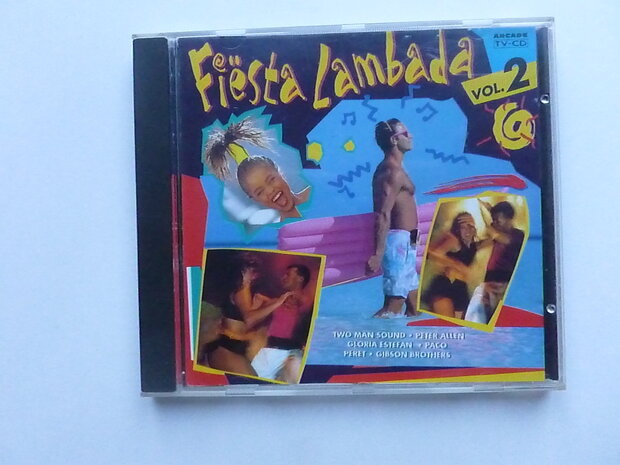 Fiësta Lambada
VOL. 2
ARCADE
TV-CD
TWO MAN SOUND • PETER ALLEN
GLORIA ESTEFAN • PACO
PERET • GIBSON BROTHERS